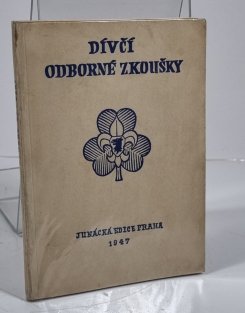 DÍVČÍ
ODBORNÉ ZKOUŠKY
JUNÁCKÁ EDICE PRAHA
1947